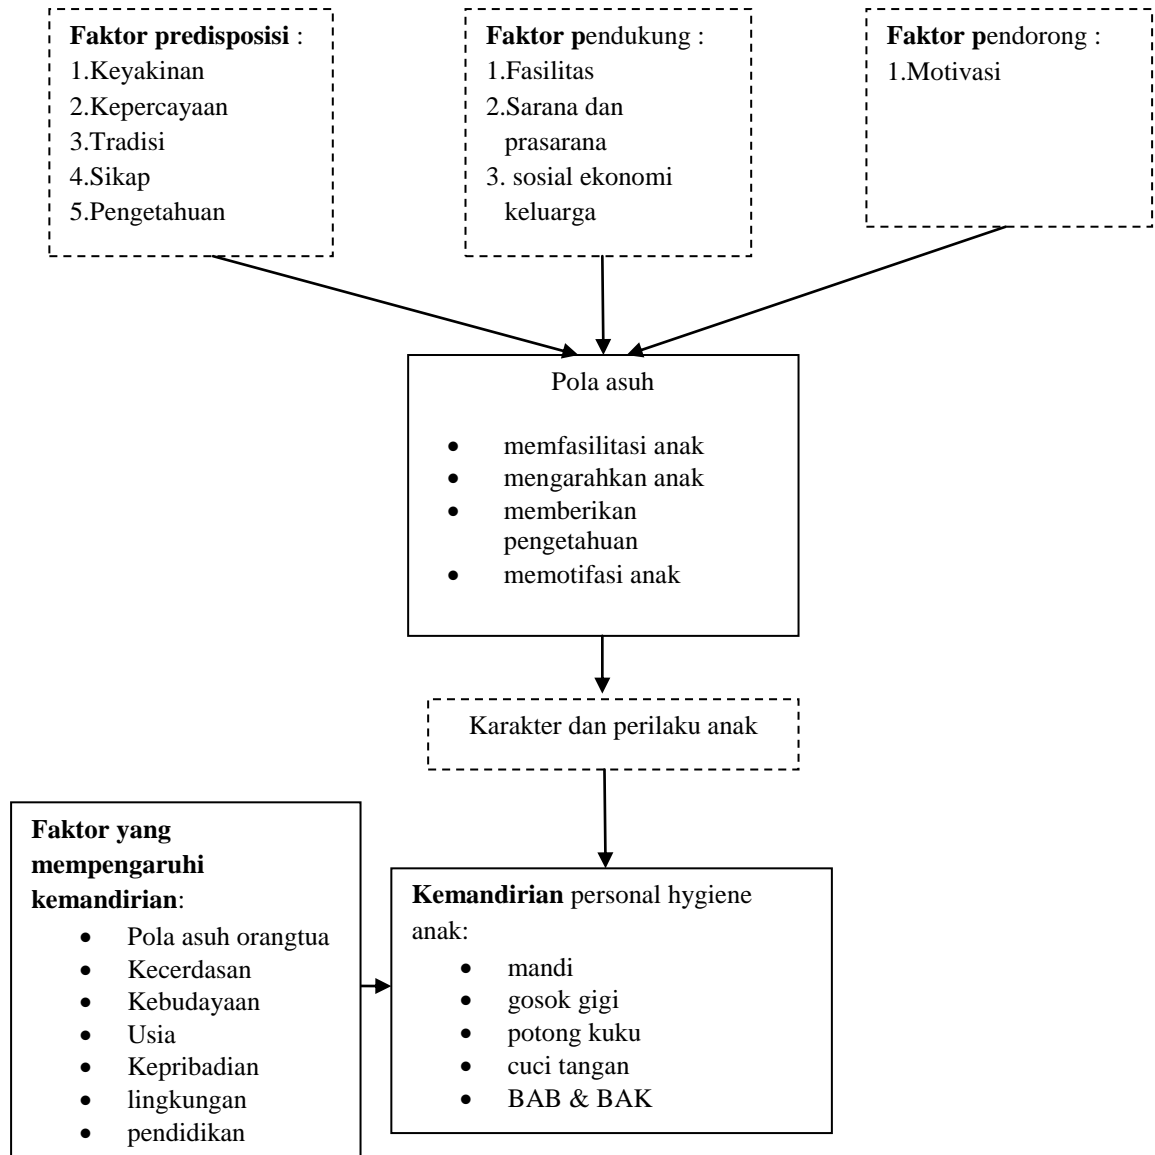 Faktor predisposisi :
1.Keyakinan
2.Kepercayaan
3.Tradisi
4.Sikap
5.Pengetahuan
Faktor pendukung :
1.Fasilitas
2.Sarana dan
prasarana
3. sosial ekonomi
keluarga
Faktor pendorong :
1.Motivasi
Pola asuh
• memfasilitasi anak
• mengarahkan anak
• memberikan
pengetahuan
• memotifasi anak
Karakter dan perilaku anak
Faktor yang
mempengaruhi
kemandirian:
• Pola asuh orangtua
• Kecerdasan
• Kebudayaan
• Usia
• Kepribadian
• lingkungan
• pendidikan
Kemandirian personal hygiene
anak:
• mandi
• gosok gigi
• potong kuku
• cuci tangan
• BAB & BAK